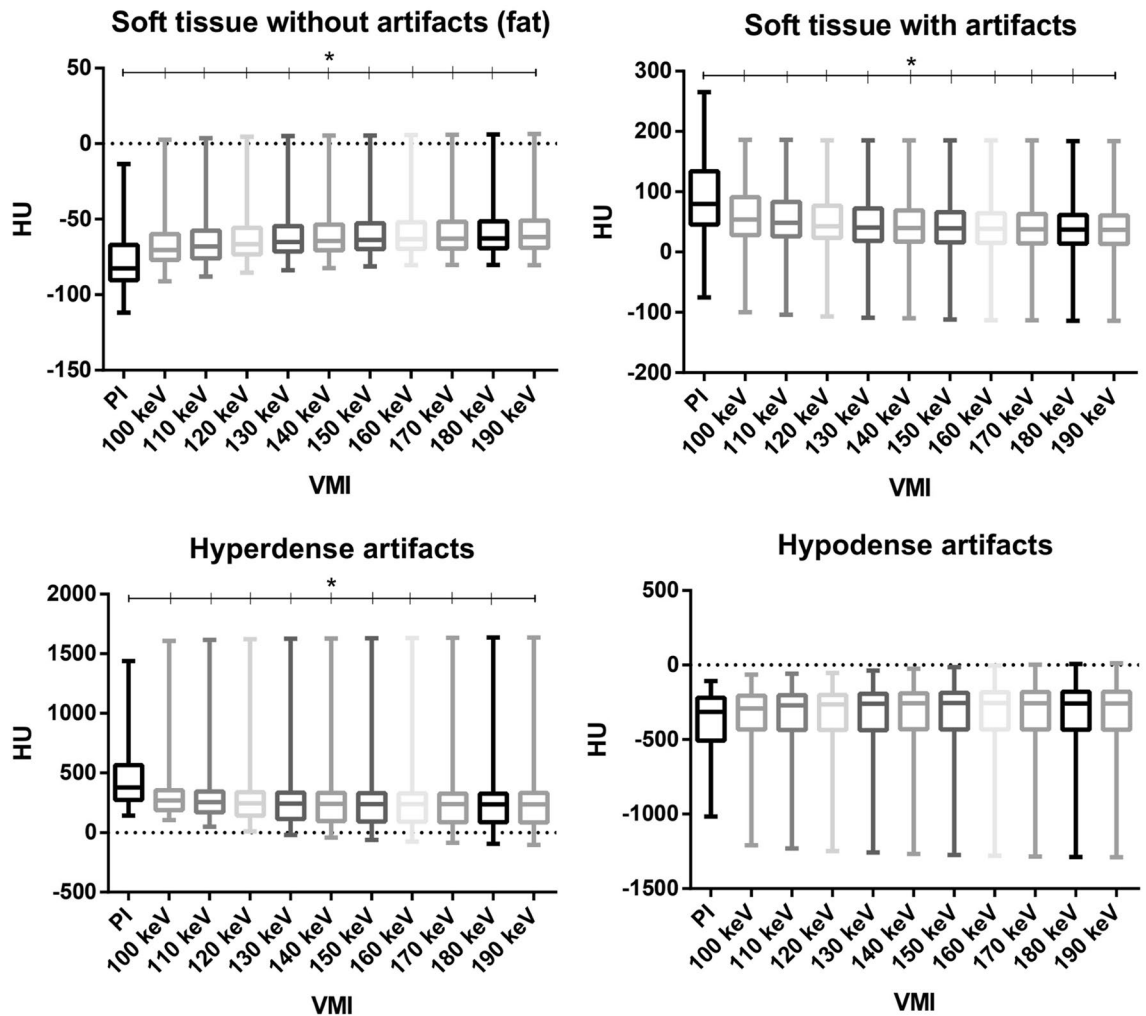 Soft tissue without artifacts (fat)
*
50
0
-50
-100
-150
HU
PI
100 keV
110 keV
120 keV
130 keV
140 keV
150 keV
160 keV
170 keV
180 keV
190 keV
VMI
Soft tissue with artifacts
*
300
200
100
0
-100
-200
HU
PI
100 keV
110 keV
120 keV
130 keV
140 keV
150 keV
160 keV
170 keV
180 keV
190 keV
VMI
Hyperdense artifacts
*
2000
1500
1000
500
0
-500
HU
PI
100 keV
110 keV
120 keV
130 keV
140 keV
150 keV
160 keV
170 keV
180 keV
190 keV
VMI
Hypodense artifacts
500
0
-500
-1000
-1500
HU
PI
100 keV
110 keV
120 keV
130 keV
140 keV
150 keV
160 keV
170 keV
180 keV
190 keV
VMI